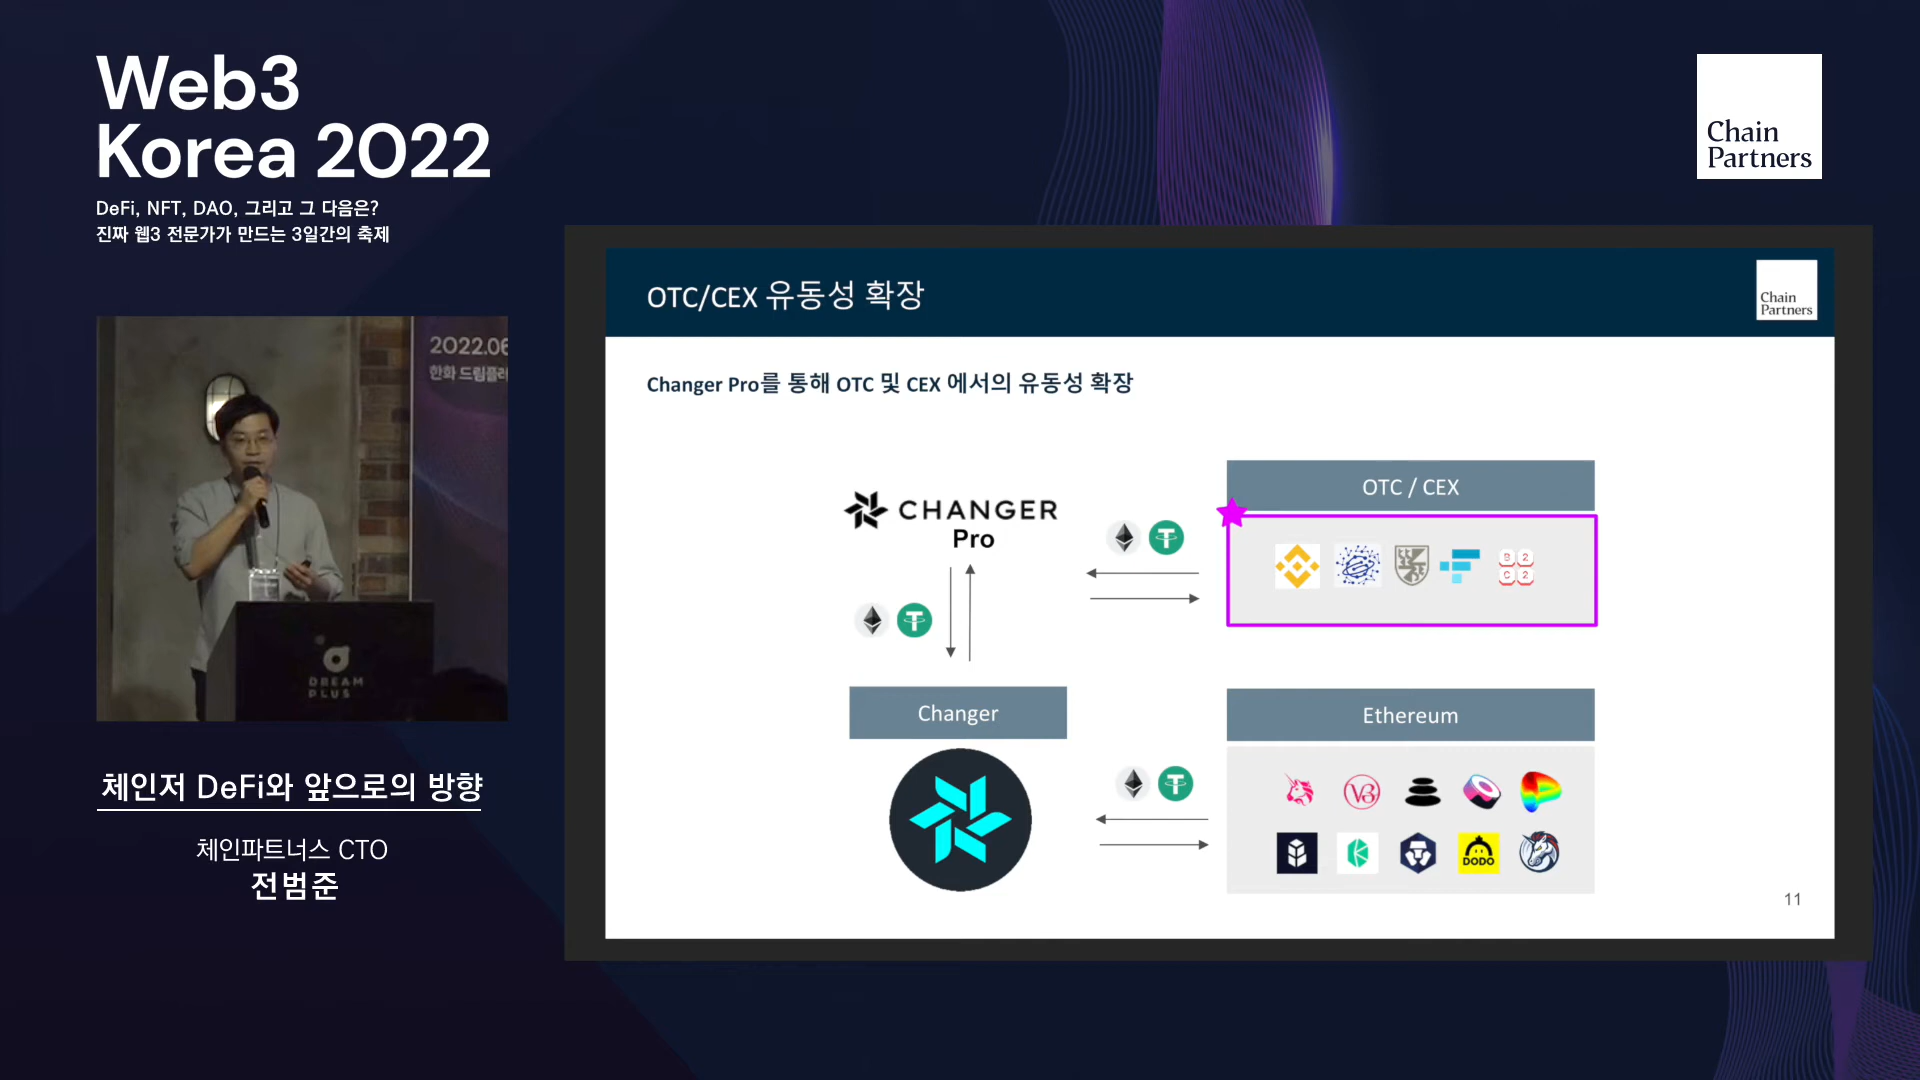 Web3
Korea 2022
DeFi, NFT, DAO, 그리고 그 다음은?
진짜 웹3 전문가가 만드는 3일간의 축제
Chain
Partners
2022.06
한화 드림플
DREAM
PLUS
체인저 DeFi와 앞으로의 방향
체인파트너스 CTO
전범준
OTC/CEX 유동성 확장
Chain
Partners
Changer Pro를 통해 OTC 및 CEX 에서의 유동성 확장
CHANGER
Pro
OTC / CEX
B 2
C 2
Changer
Ethereum
V3
DODO
11